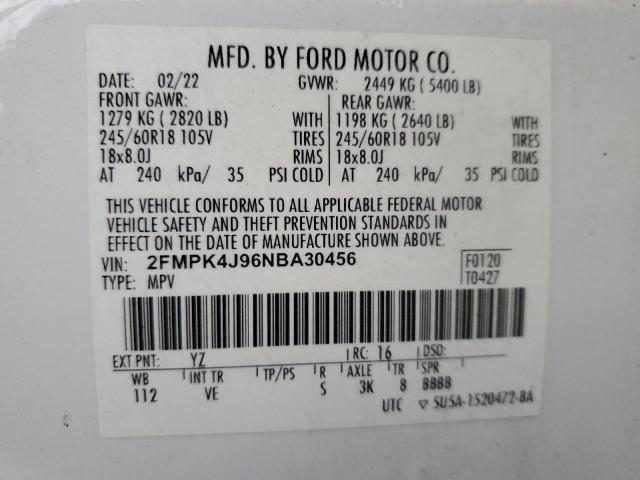 MFD. BY FORD MOTOR CO.
DATE: 02/22 GVWR: 2449 KG ( 5400 LB)
FRONT GAWR: REAR GAWR:
1279 KG ( 2820 LB) WITH 1198 KG ( 2640 LB) WITH
245/60R18 105V TIRES 245/60R18 105V TIRES
18x8.0J RIMS 18x8.0J RIMS
AT 240 kPa/ 35 PSI COLD AT 240 kPa/ 35 PSI COLD
THIS VEHICLE CONFORMS TO ALL APPLICABLE FEDERAL MOTOR
VEHICLE SAFETY AND THEFT PREVENTION STANDARDS IN
EFFECT ON THE DATE OF MANUFACTURE SHOWN ABOVE.
VIN: 2FMPK4J96NBA30456 F0120
TYPE: MPV T0427
EXT PNT: YZ RC: 16 DSO:
WB INT TR TP/PS R AXLE TR SPR
112 VE S 3K 8 8888
UTC ▽ SU5A-1520472-BA